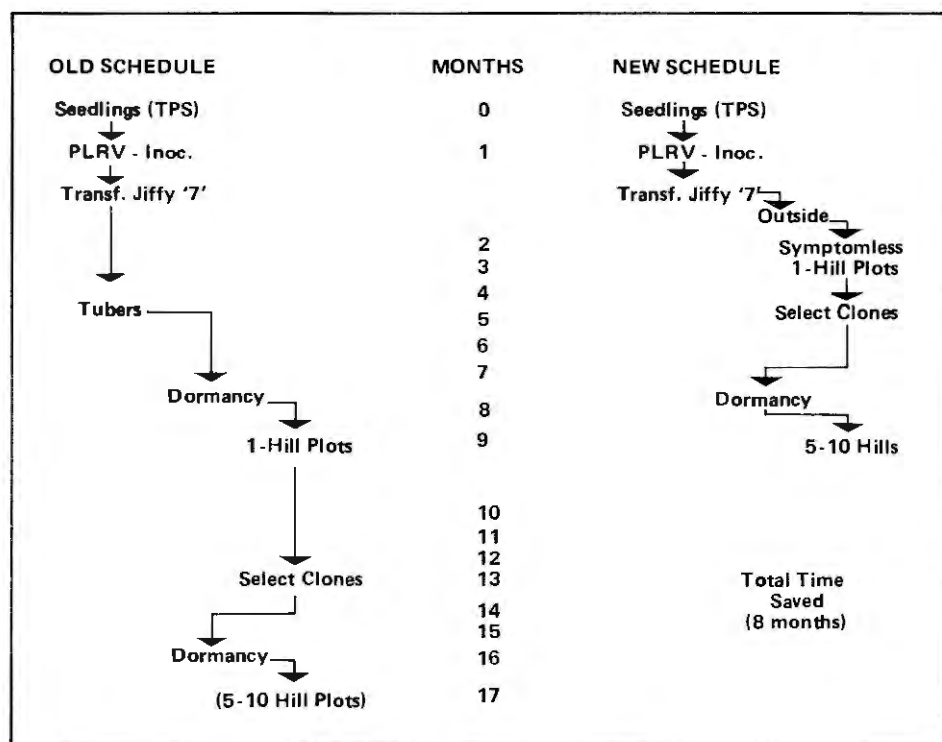 OLD SCHEDULE
Seedlings (TPS)
PLRV - Inoc.
Transf. Jiffy '7'
Tubers
Dormancy
1-Hill Plots
Select Clones
Dormancy
(5-10 Hill Plots)
MONTHS
0
1
2
3
4
5
6
7
8
9
10
11
12
13
14
15
16
17
NEW SCHEDULE
Seedlings (TPS)
PLRV - Inoc.
Transf. Jiffy '7'
Outside
Symptomless
1-Hill Plots
Select Clones
Dormancy
5-10 Hills
Total Time
Saved
(8 months)